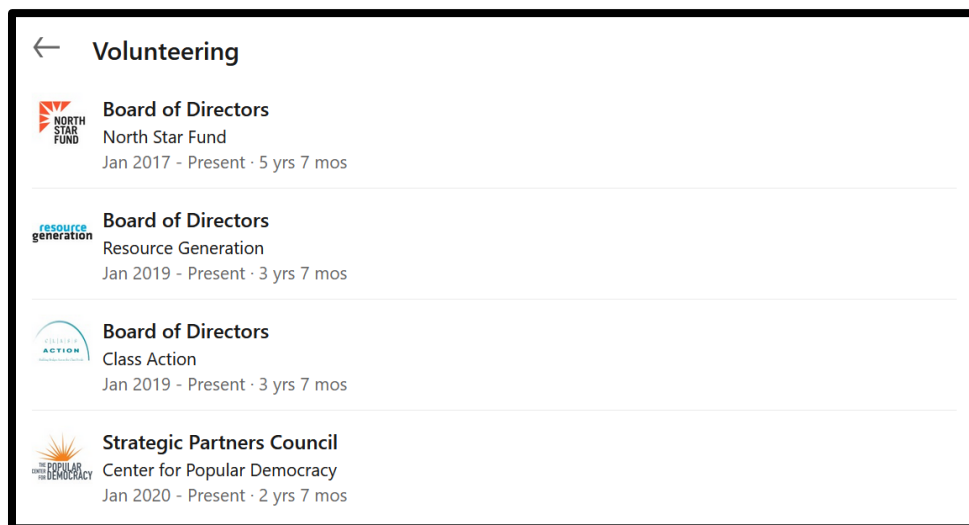 Volunteering
NORTH
STAR
FUND
Board of Directors
North Star Fund
Jan 2017 - Present · 5 yrs 7 mos
resource
generation
Board of Directors
Resource Generation
Jan 2019 - Present · 3 yrs 7 mos
ACTION
Board of Directors
Class Action
Jan 2019 - Present · 3 yrs 7 mos
THE POPULAR
CENTER FOR DEMOCRACY
Strategic Partners Council
Center for Popular Democracy
Jan 2020 - Present · 2 yrs 7 mos